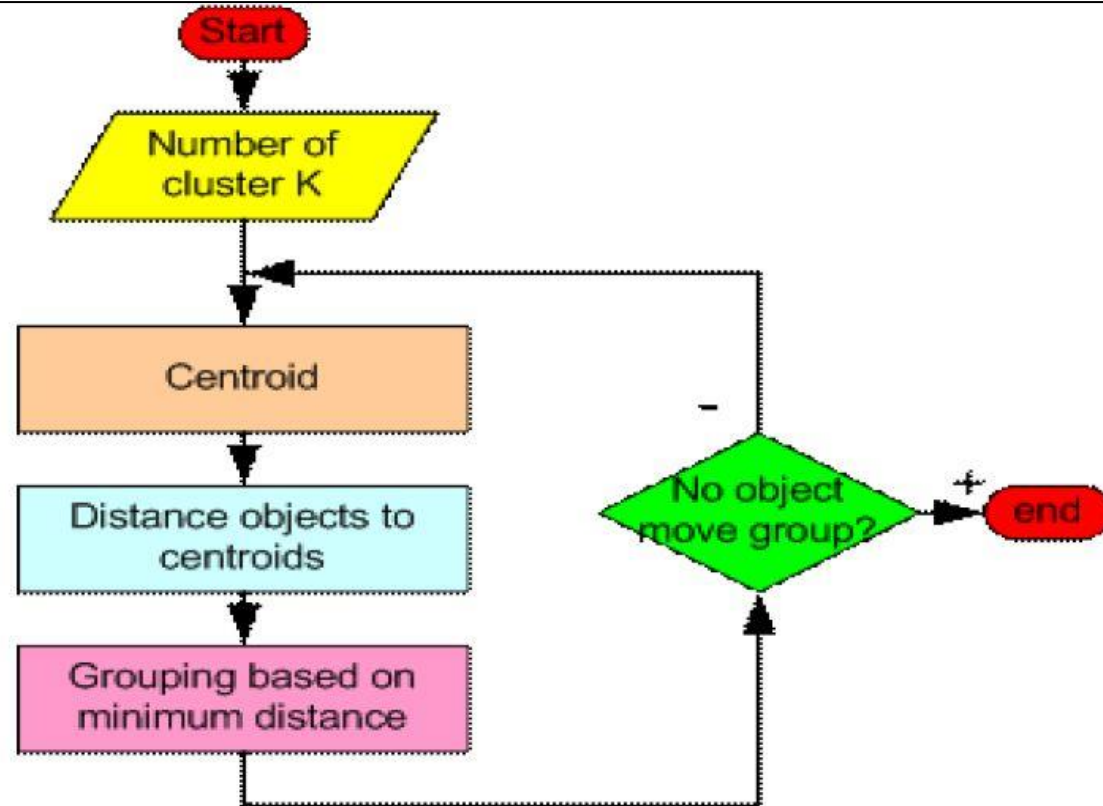 Start
Number of
cluster K
Centroid
Distance objects to
centroids
Grouping based on
minimum distance
-
No object
move group?
+
end